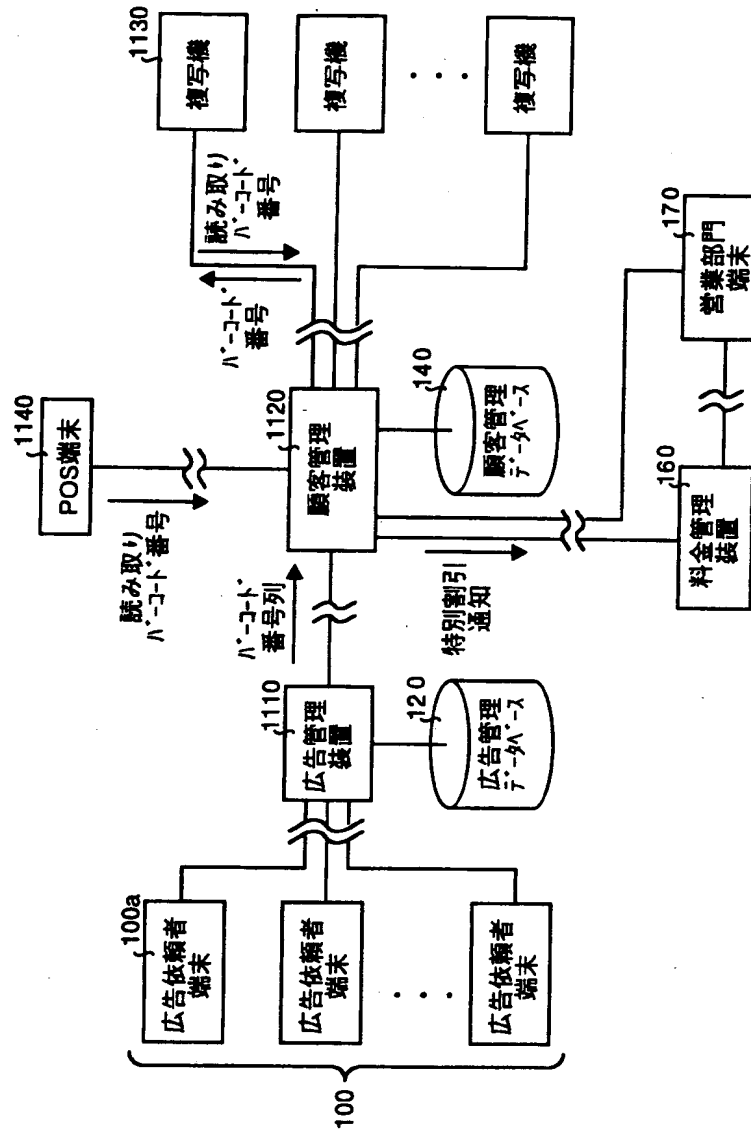 100
100a
広告依頼者
端末
広告依頼者
端末
・・・
広告依頼者
端末
1110
広告管理
装置
120
広告管理
データベース
バーコード
番号列
1140
POS端末
読み取り
バーコード番号
1120
顧客管理
装置
140
顧客管理
データベース
特別割引
通知
バーコード
番号
読み取り
バーコード
番号
1130
複写機
複写機
・・・
複写機
160
料金管理
装置
170
営業部門
端末